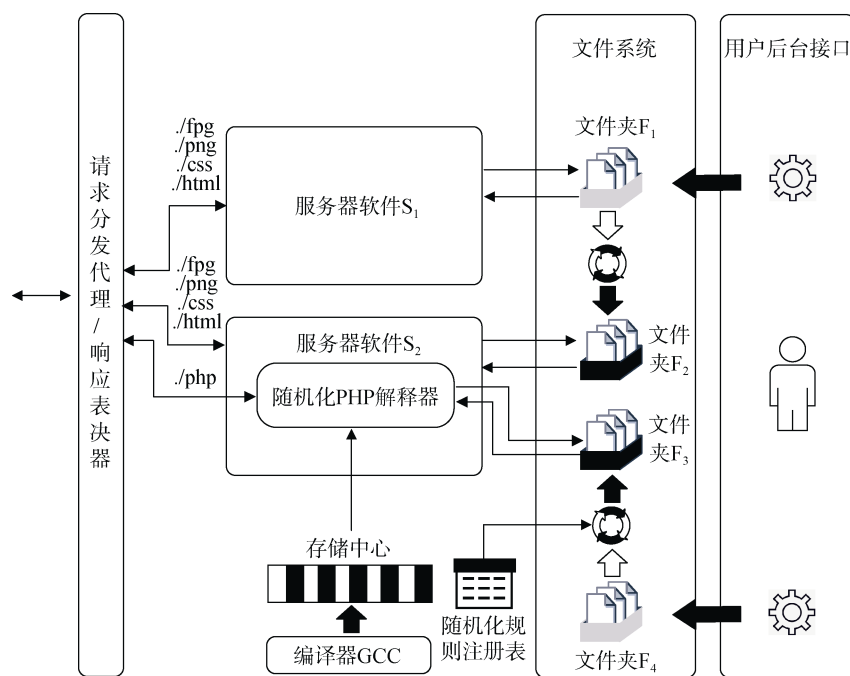 文件系统
用户后台接口
文件夹F₁
./fpg
./png
./css
./html
服务器软件S₁
请求分发代理/响应表决器
./fpg
./png
./css
./html
服务器软件S₂
文件
夹F₂
./php
随机化PHP解释器
文件
夹F₃
存储中心
随机化规
则注册表
编译器GCC
文件夹F₄